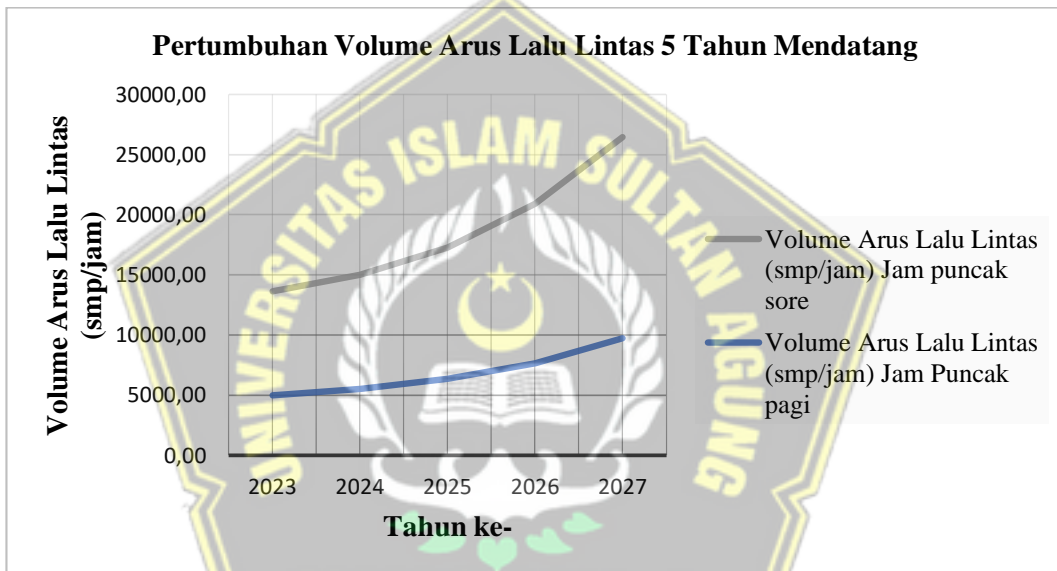 Pertumbuhan Volume Arus Lalu Lintas 5 Tahun Mendatang
Volume Arus Lalu Lintas
(smp/jam)
30000,00
25000,00
20000,00
15000,00
10000,00
5000,00
0,00
2023 2024 2025 2026 2027
Tahun ke-
Volume Arus Lalu Lintas
(smp/jam) Jam puncak
sore
Volume Arus Lalu Lintas
(smp/jam) Jam Puncak
pagi
UNIVERSITAS ISLAM SULTAN AGUNG